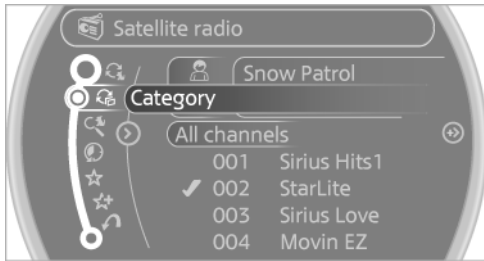 Satellite radio
Snow Patrol
Category
All channels
001 Sirius Hits1
002 StarLite
003 Sirius Love
004 Movin EZ